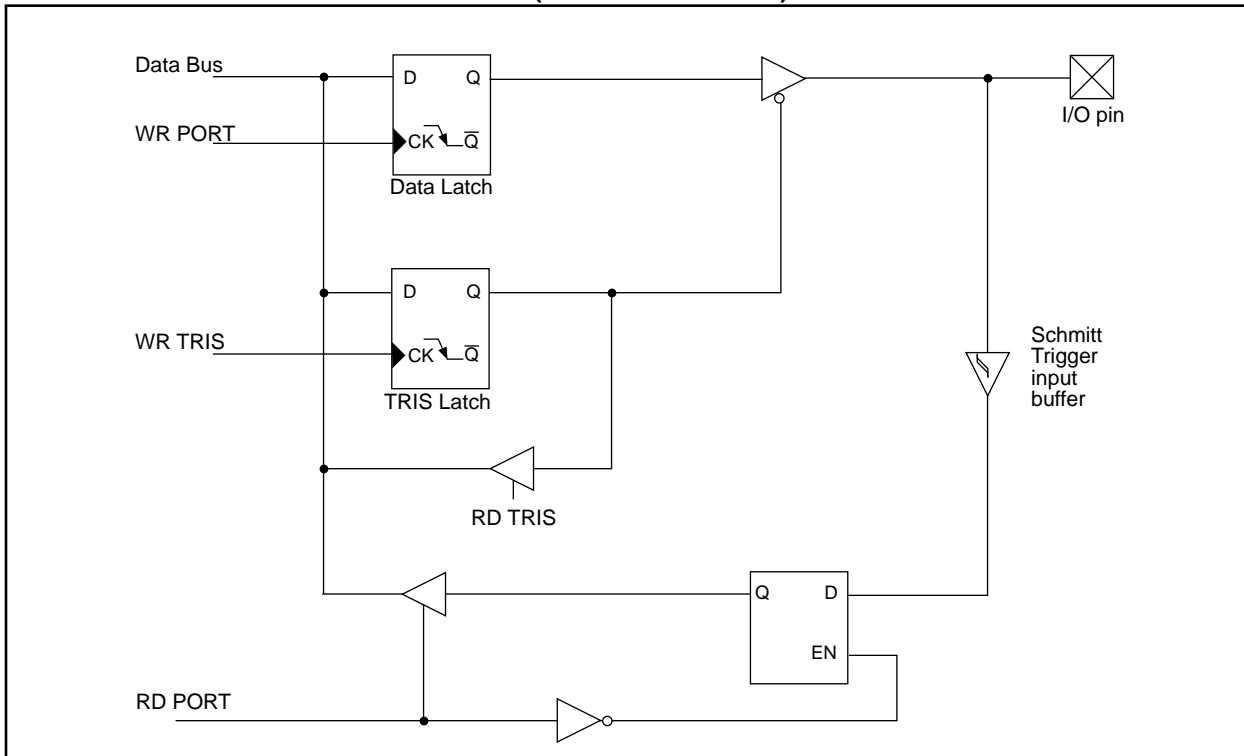 Data Bus
D Q
I/O pin
WR PORT
CK Q̅
Data Latch
D Q
WR TRIS
CK Q̅
TRIS Latch
Schmitt
Trigger
input
buffer
RD TRIS
Q D
EN
RD PORT